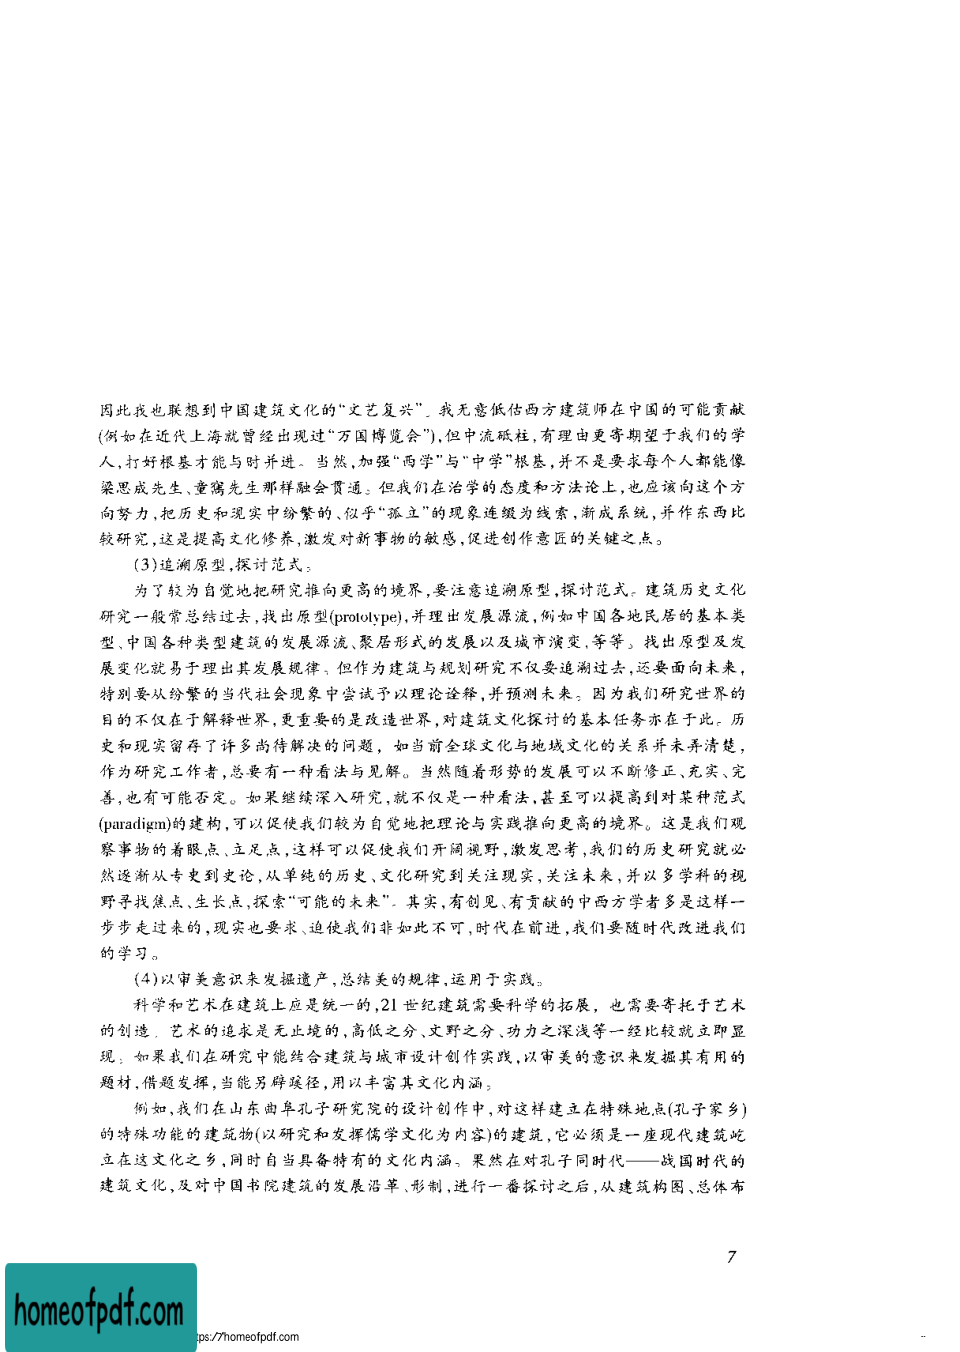 因此我也联想到中国建筑文化的“文艺复兴”。我无意低估西方建筑师在中国的可能贡献
(例如在近代上海就曾经出现过“万国博览会”),但中流砥柱,有理由更寄期望于我们的学
人,打好根基才能与时并进。当然,加强“西学”与“中学”根基,并不是要求每个人都能像
梁思成先生、童寯先生那样融会贯通。但我们在治学的态度和方法论上,也应该向这个方
向努力,把历史和现实中纷繁的、似乎“孤立”的现象连缀为线索,渐成系统,并作东西比
较研究,这是提高文化修养,激发对新事物的敏感,促进创作意匠的关键之点。
(3)追溯原型,探讨范式。
为了较为自觉地把研究推向更高的境界,要注意追溯原型,探讨范式。建筑历史文化
研究一般常总结过去,找出原型(prototype),并理出发展源流,例如中国各地民居的基本类
型、中国各种类型建筑的发展源流、聚居形式的发展以及城市演变,等等。找出原型及发
展变化就易于理出其发展规律。但作为建筑与规划研究不仅要追溯过去,还要面向未来,
特别要从纷繁的当代社会现象中尝试予以理论诠释,并预测未来。因为我们研究世界的
目的不仅在于解释世界,更重要的是改造世界,对建筑文化探讨的基本任务亦在于此。历
史和现实留存了许多尚待解决的问题，如当前全球文化与地域文化的关系并未弄清楚,
作为研究工作者,总要有一种看法与见解。当然随着形势的发展可以不断修正、充实、完
善,也有可能否定。如果继续深入研究,就不仅是一种看法,甚至可以提高到对某种范式
(paradigm)的建构,可以促使我们较为自觉地把理论与实践推向更高的境界。这是我们观
察事物的着眼点、立足点,这样可以促使我们开阔视野,激发思考,我们的历史研究就必
然逐渐从专史到史论,从单纯的历史、文化研究到关注现实,关注未来,并以多学科的视
野寻找焦点、生长点,探索“可能的未来”。其实,有创见、有贡献的中西方学者多是这样一
步步走过来的,现实也要求、迫使我们非如此不可,时代在前进,我们要随时代改进我们
的学习。
(4)以审美意识来发掘遗产,总结美的规律,运用于实践。
科学和艺术在建筑上应是统一的,21 世纪建筑需要科学的拓展，也需要寄托于艺术
的创造。艺术的追求是无止境的,高低之分、文野之分、功力之深浅等一经比较就立即显
现。如果我们在研究中能结合建筑与城市设计创作实践,以审美的意识来发掘其有用的
题材,借题发挥,当能另辟蹊径,用以丰富其文化内涵。
例如,我们在山东曲阜孔子研究院的设计创作中,对这样建立在特殊地点(孔子家乡)
的特殊功能的建筑物(以研究和发挥儒学文化为内容)的建筑,它必须是一座现代建筑屹
立在这文化之乡,同时自当具备特有的文化内涵。果然在对孔子同时代——战国时代的
建筑文化,及对中国书院建筑的发展沿革、形制,进行一番探讨之后,从建筑构图、总体布
7
homeofpdf.com
tps://7homeofpdf.com